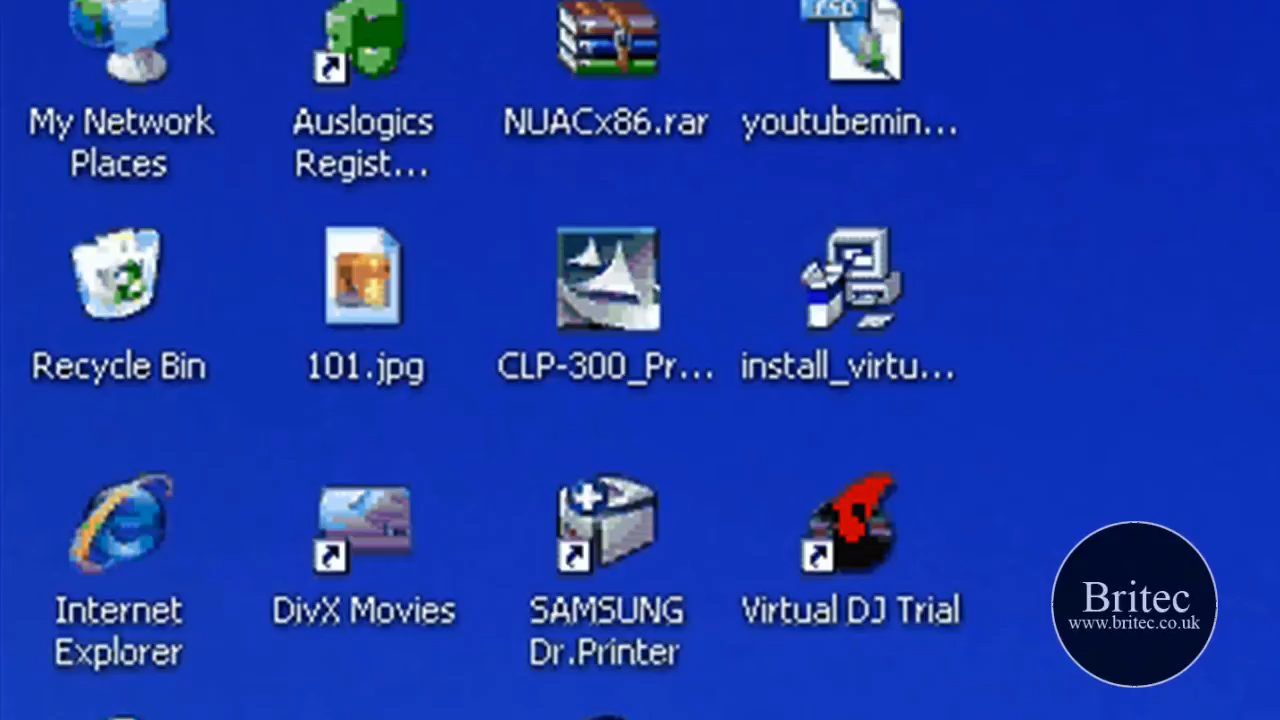 My Network
Places
Auslogics
Regist...
NUACx86.rar
youtubemin...
Recycle Bin
101.jpg
CLP-300_Pr...
install_virtu...
Internet
Explorer
DivX Movies
SAMSUNG
Dr.Printer
Virtual DJ Trial
Britec
www.britec.co.uk